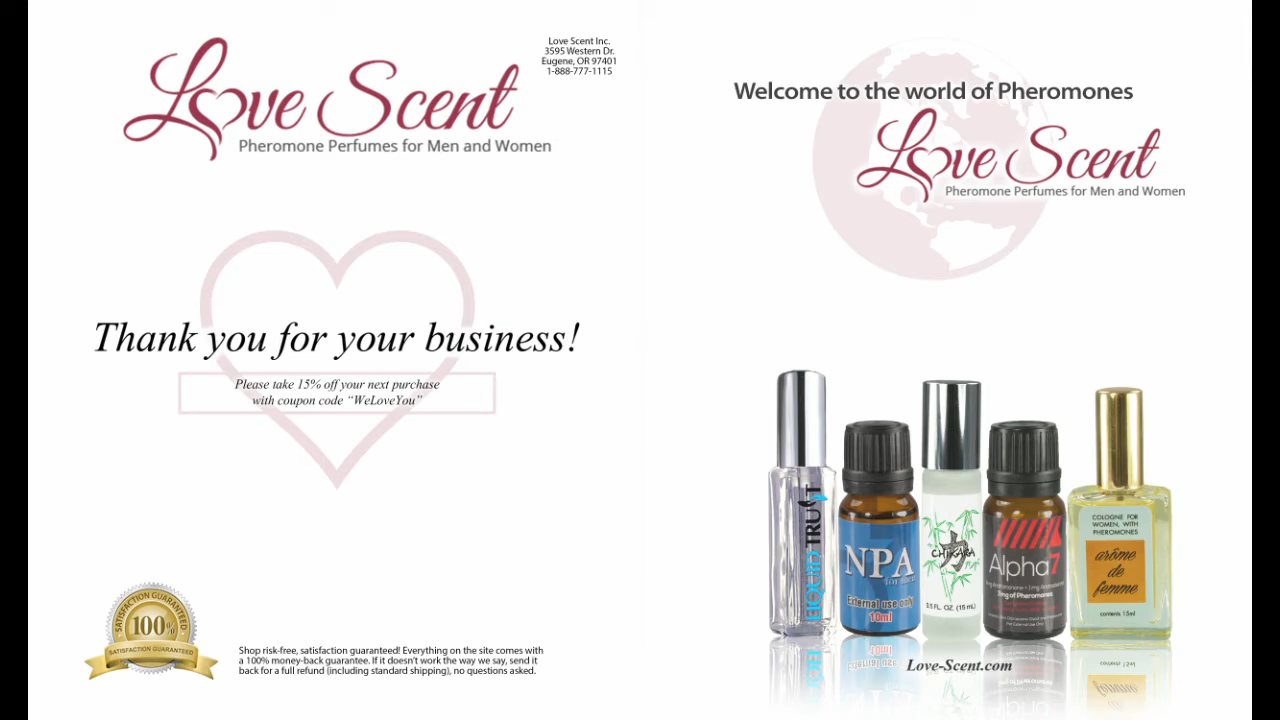 Love Scent
Pheromone Perfumes for Men and Women
Love Scent Inc.
3595 Western Dr.
Eugene, OR 97401
1-888-777-1115
Thank you for your business!
Please take 15% off your next purchase
with coupon code “WeLoveYou”
SATISFACTION GUARANTEED
100%
SATISFACTION GUARANTEED
Shop risk-free, satisfaction guaranteed! Everything on the site comes with
a 100% money-back guarantee. If it doesn't work the way we say, send it
back for a full refund (including standard shipping), no questions asked.
Welcome to the world of Pheromones
Love Scent
Pheromone Perfumes for Men and Women
LIQUID TRUST
NPA
for men
External use only
10ml
CHIKARA
0.5 FL. OZ. (15 mL)
Alpha7
7mg of Pheromones
COLOGNE FOR
WOMEN, WITH
PHEROMONES
arôme
de
femme
contents 15ml
Love-Scent.com